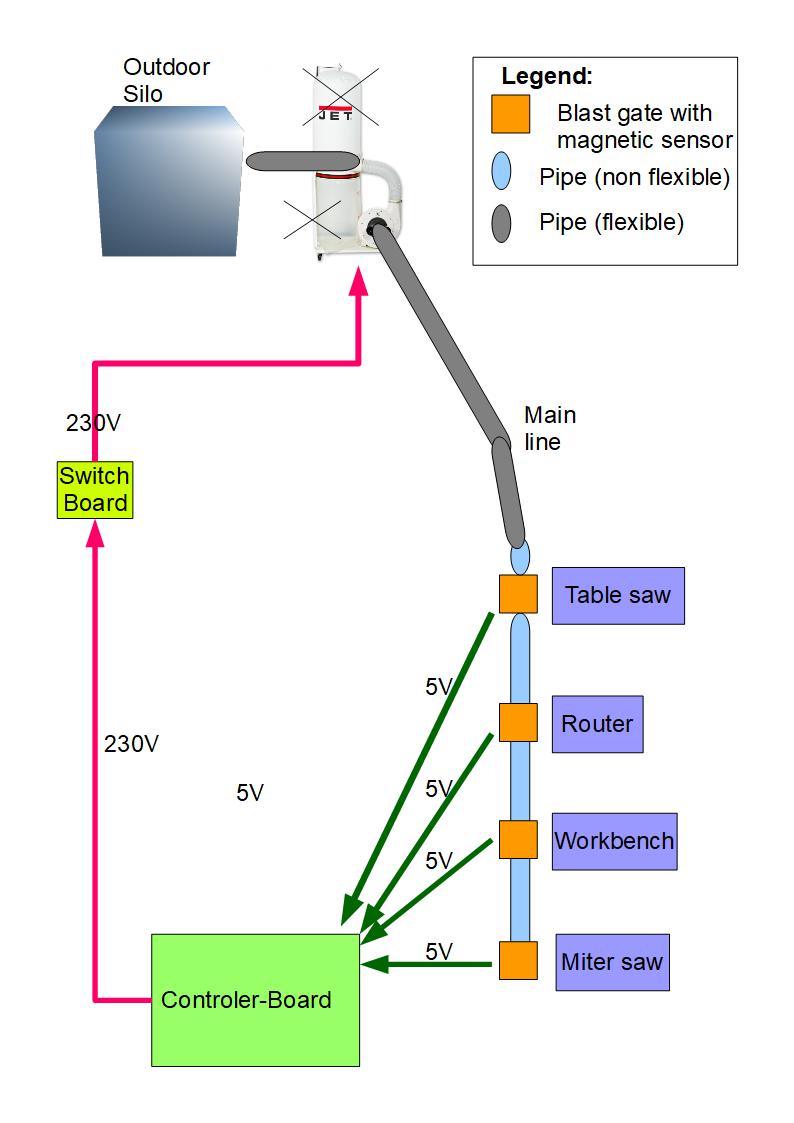 Outdoor
Silo
JET
Legend:
Blast gate with
magnetic sensor
Pipe (non flexible)
Pipe (flexible)
Main
line
230V
Switch
Board
Table saw
5V
Router
230V
5V
5V
Workbench
5V
5V
Miter saw
Controler-Board